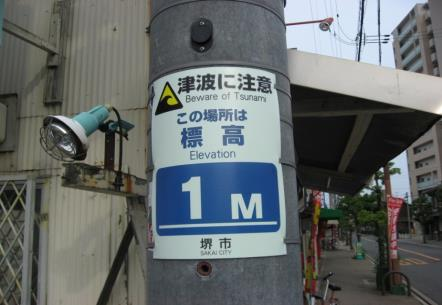 津波に注意
Beware of Tsunami
この場所は
標高
Elevation
1 M
堺市
SAKAI CITY